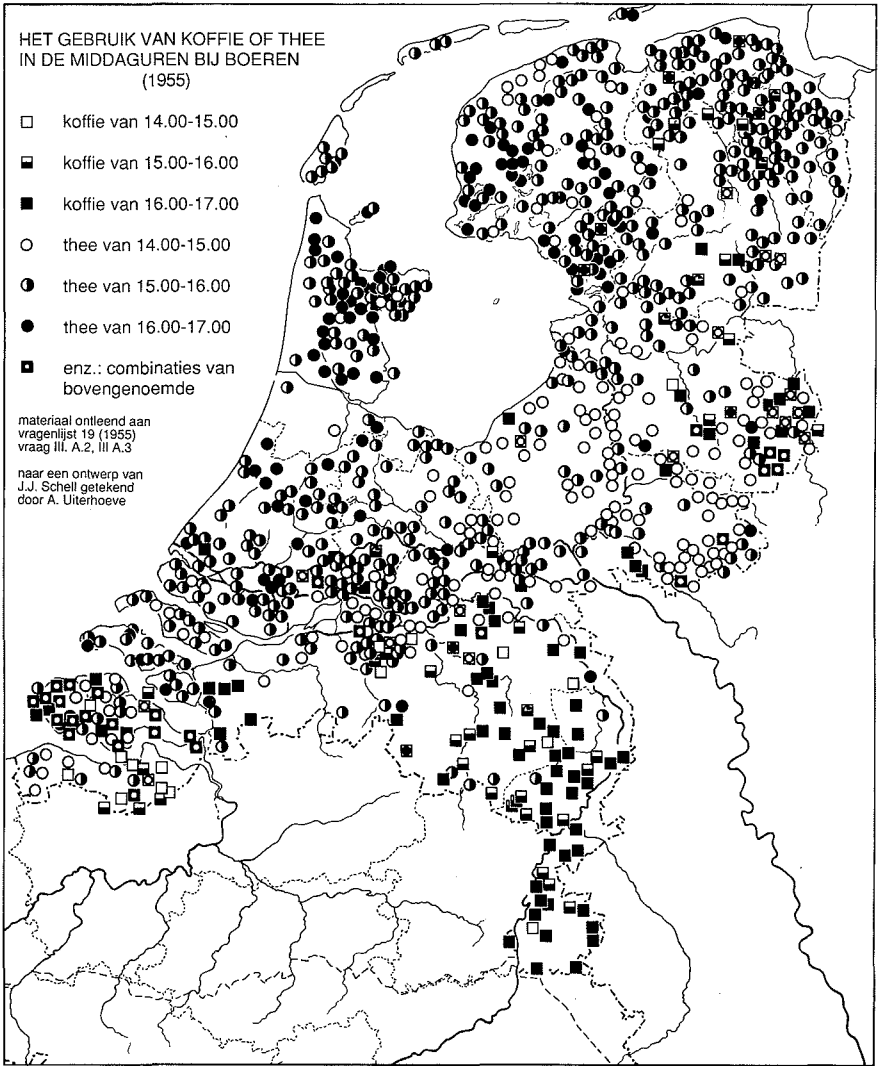 HET GEBRUIK VAN KOFFIE OF THEE
IN DE MIDDAGUREN BIJ BOEREN
(1955)
koffie van 14.00-15.00
koffie van 15.00-16.00
koffie van 16.00-17.00
thee van 14.00-15.00
thee van 15.00-16.00
thee van 16.00-17.00
enz.: combinaties van
bovengenoemde
materiaal ontleend aan
vragenlijst 19 (1955)
vraag III. A.2, III A.3
naar een ontwerp van
J.J. Schell getekend
door A. Uiterhoeve